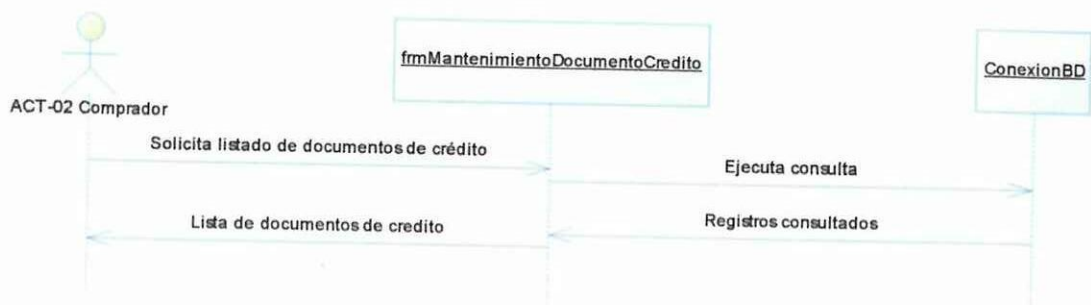 frmMantenimientoDocumentoCredito
ConexionBD
ACT-02 Comprador
Solicita listado de documentos de crédito
Ejecuta consulta
Lista de documentos de credito
Registros consultados